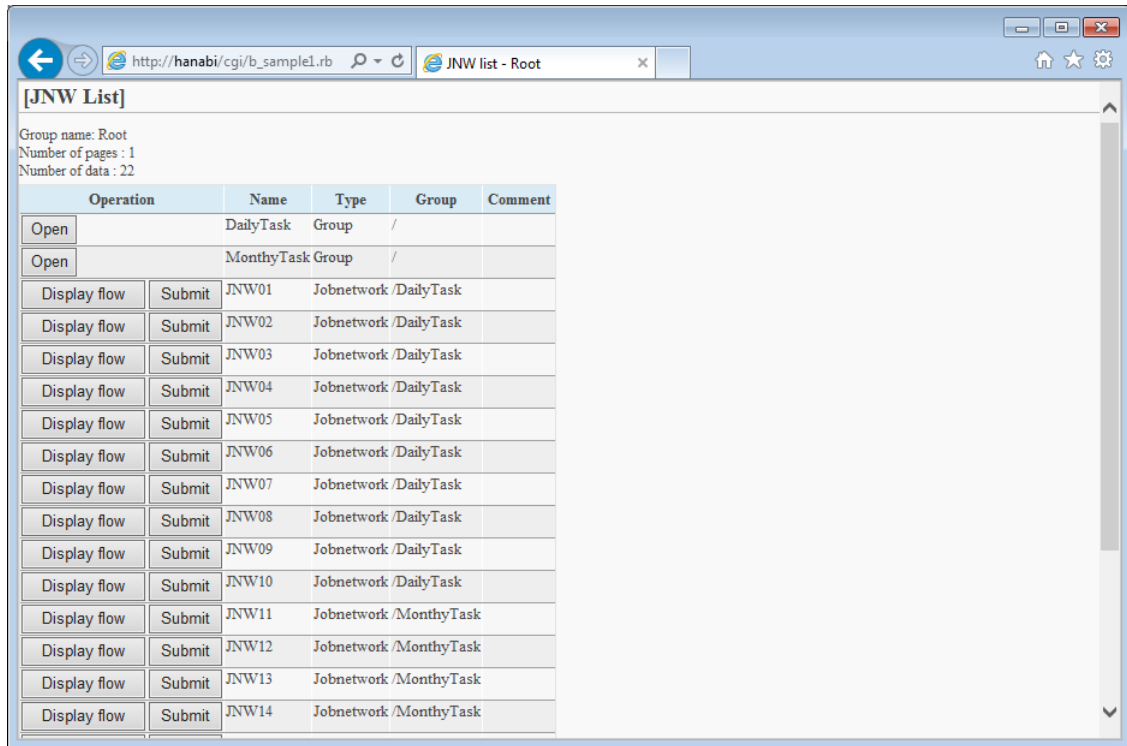 http://hanabi/cgi/b_sample1.rb JNW list - Root
[JNW List]
Group name: Root
Number of pages : 1
Number of data : 22
Operation Name Type Group Comment
Open DailyTask Group /
Open MonthyTask Group /
Display flow Submit JNW01 Jobnetwork /DailyTask
Display flow Submit JNW02 Jobnetwork /DailyTask
Display flow Submit JNW03 Jobnetwork /DailyTask
Display flow Submit JNW04 Jobnetwork /DailyTask
Display flow Submit JNW05 Jobnetwork /DailyTask
Display flow Submit JNW06 Jobnetwork /DailyTask
Display flow Submit JNW07 Jobnetwork /DailyTask
Display flow Submit JNW08 Jobnetwork /DailyTask
Display flow Submit JNW09 Jobnetwork /DailyTask
Display flow Submit JNW10 Jobnetwork /DailyTask
Display flow Submit JNW11 Jobnetwork /MonthyTask
Display flow Submit JNW12 Jobnetwork /MonthyTask
Display flow Submit JNW13 Jobnetwork /MonthyTask
Display flow Submit JNW14 Jobnetwork /MonthyTask